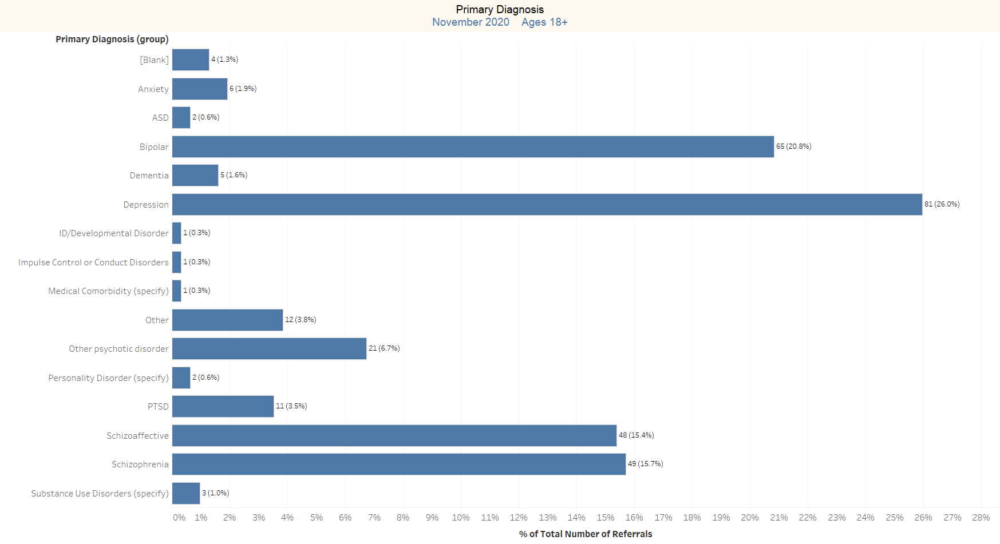 Primary Diagnosis
November 2020 Ages 18+
Primary Diagnosis (group)
[Blank] 4 (1.3%)
Anxiety 6 (1.9%)
ASD 2 (0.6%)
Bipolar 65 (20.8%)
Dementia 5 (1.6%)
Depression 81 (26.0%)
ID/Developmental Disorder 1 (0.3%)
Impulse Control or Conduct Disorders 1 (0.3%)
Medical Comorbidity (specify) 1 (0.3%)
Other 12 (3.8%)
Other psychotic disorder 21 (6.7%)
Personality Disorder (specify) 2 (0.6%)
PTSD 11 (3.5%)
Schizoaffective 48 (15.4%)
Schizophrenia 49 (15.7%)
Substance Use Disorders (specify) 3 (1.0%)
0% 1% 2% 3% 4% 5% 6% 7% 8% 9% 10% 11% 12% 13% 14% 15% 16% 17% 18% 19% 20% 21% 22% 23% 24% 25% 26% 27% 28%
% of Total Number of Referrals